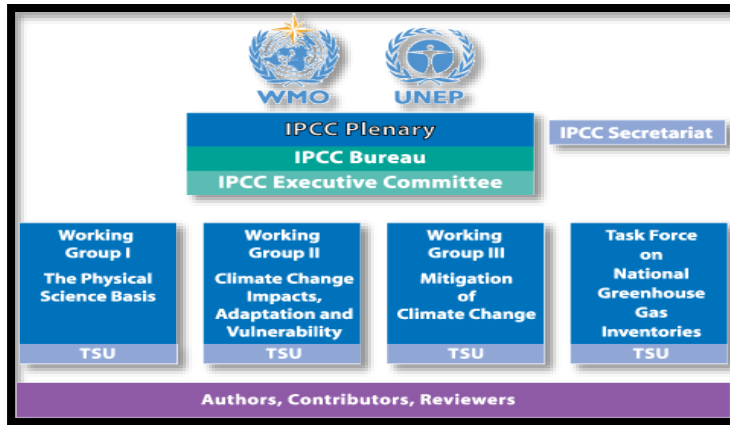 WMO
UNEP
IPCC Plenary
IPCC Bureau
IPCC Executive Committee
IPCC Secretariat
Working
Group I
The Physical
Science Basis
TSU
Working
Group II
Climate Change
Impacts,
Adaptation and
Vulnerability
TSU
Working
Group III
Mitigation
of
Climate Change
TSU
Task Force
on
National
Greenhouse
Gas
Inventories
TSU
Authors, Contributors, Reviewers